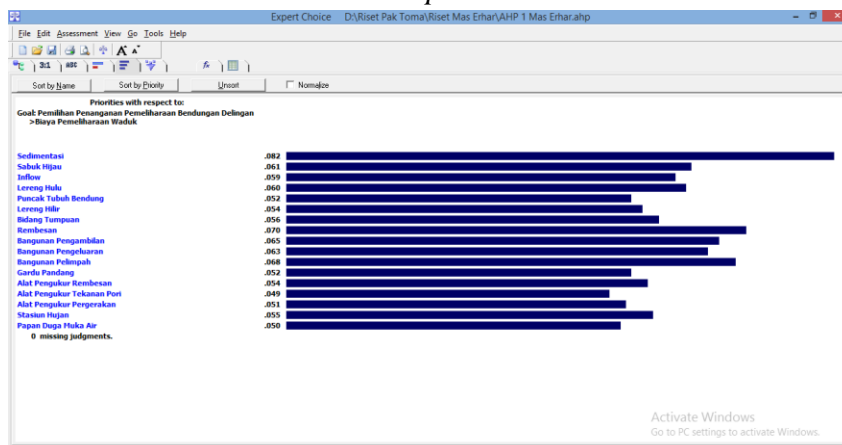 Expert Choice D:\Riset Pak Toma\Riset Mas Erhar\AHP 1 Mas Erhar.ahp
File Edit Assessment View Go Tools Help
3:1 ABC
Sort by Name Sort by Priority Unsort Normalize
Priorities with respect to:
Goal: Pemilihan Penanganan Pemeliharaan Bendungan Delingan
>Biaya Pemeliharaan Waduk
Sedimentasi .082
Sabuk Hijau .061
Inflow .059
Lereng Hulu .060
Puncak Tubuh Bendung .052
Lereng Hilir .054
Bidang Tumpuan .056
Rembesan .070
Bangunan Pengambilan .065
Bangunan Pengeluaran .063
Bangunan Pelimpah .068
Gardu Pandang .052
Alat Pengukur Rembesan .054
Alat Pengukur Tekanan Pori .049
Alat Pengukur Pergerakan .051
Stasiun Hujan .055
Papan Duga Muka Air .050
0 missing judgments.
Activate Windows
Go to PC settings to activate Windows.